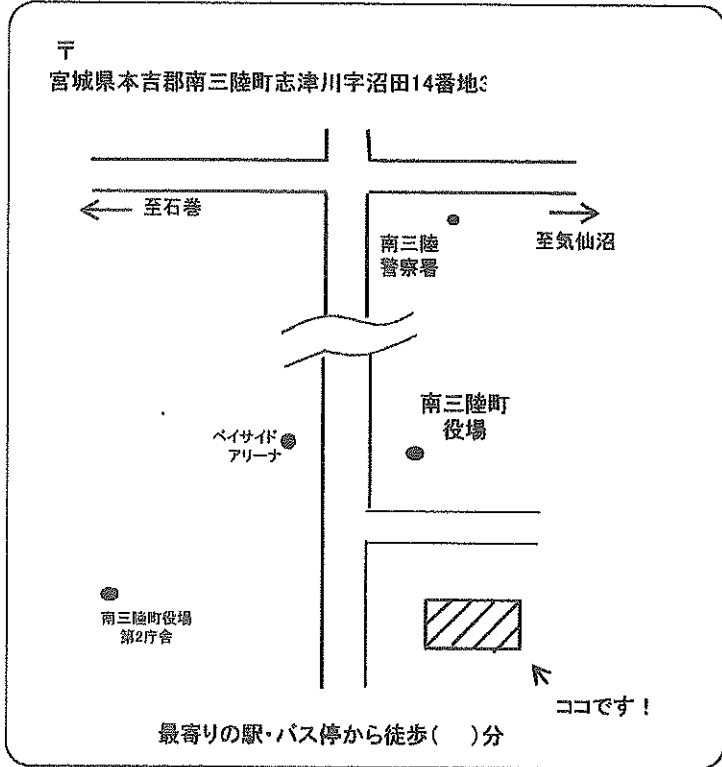 〒
宮城県本吉郡南三陸町志津川字沼田14番地3
至石巻
南三陸
警察署
至気仙沼
ベイサイド
アリーナ
南三陸町
役場
南三陸町役場
第2庁舎
ココです！
最寄りの駅・バス停から徒歩(　)分